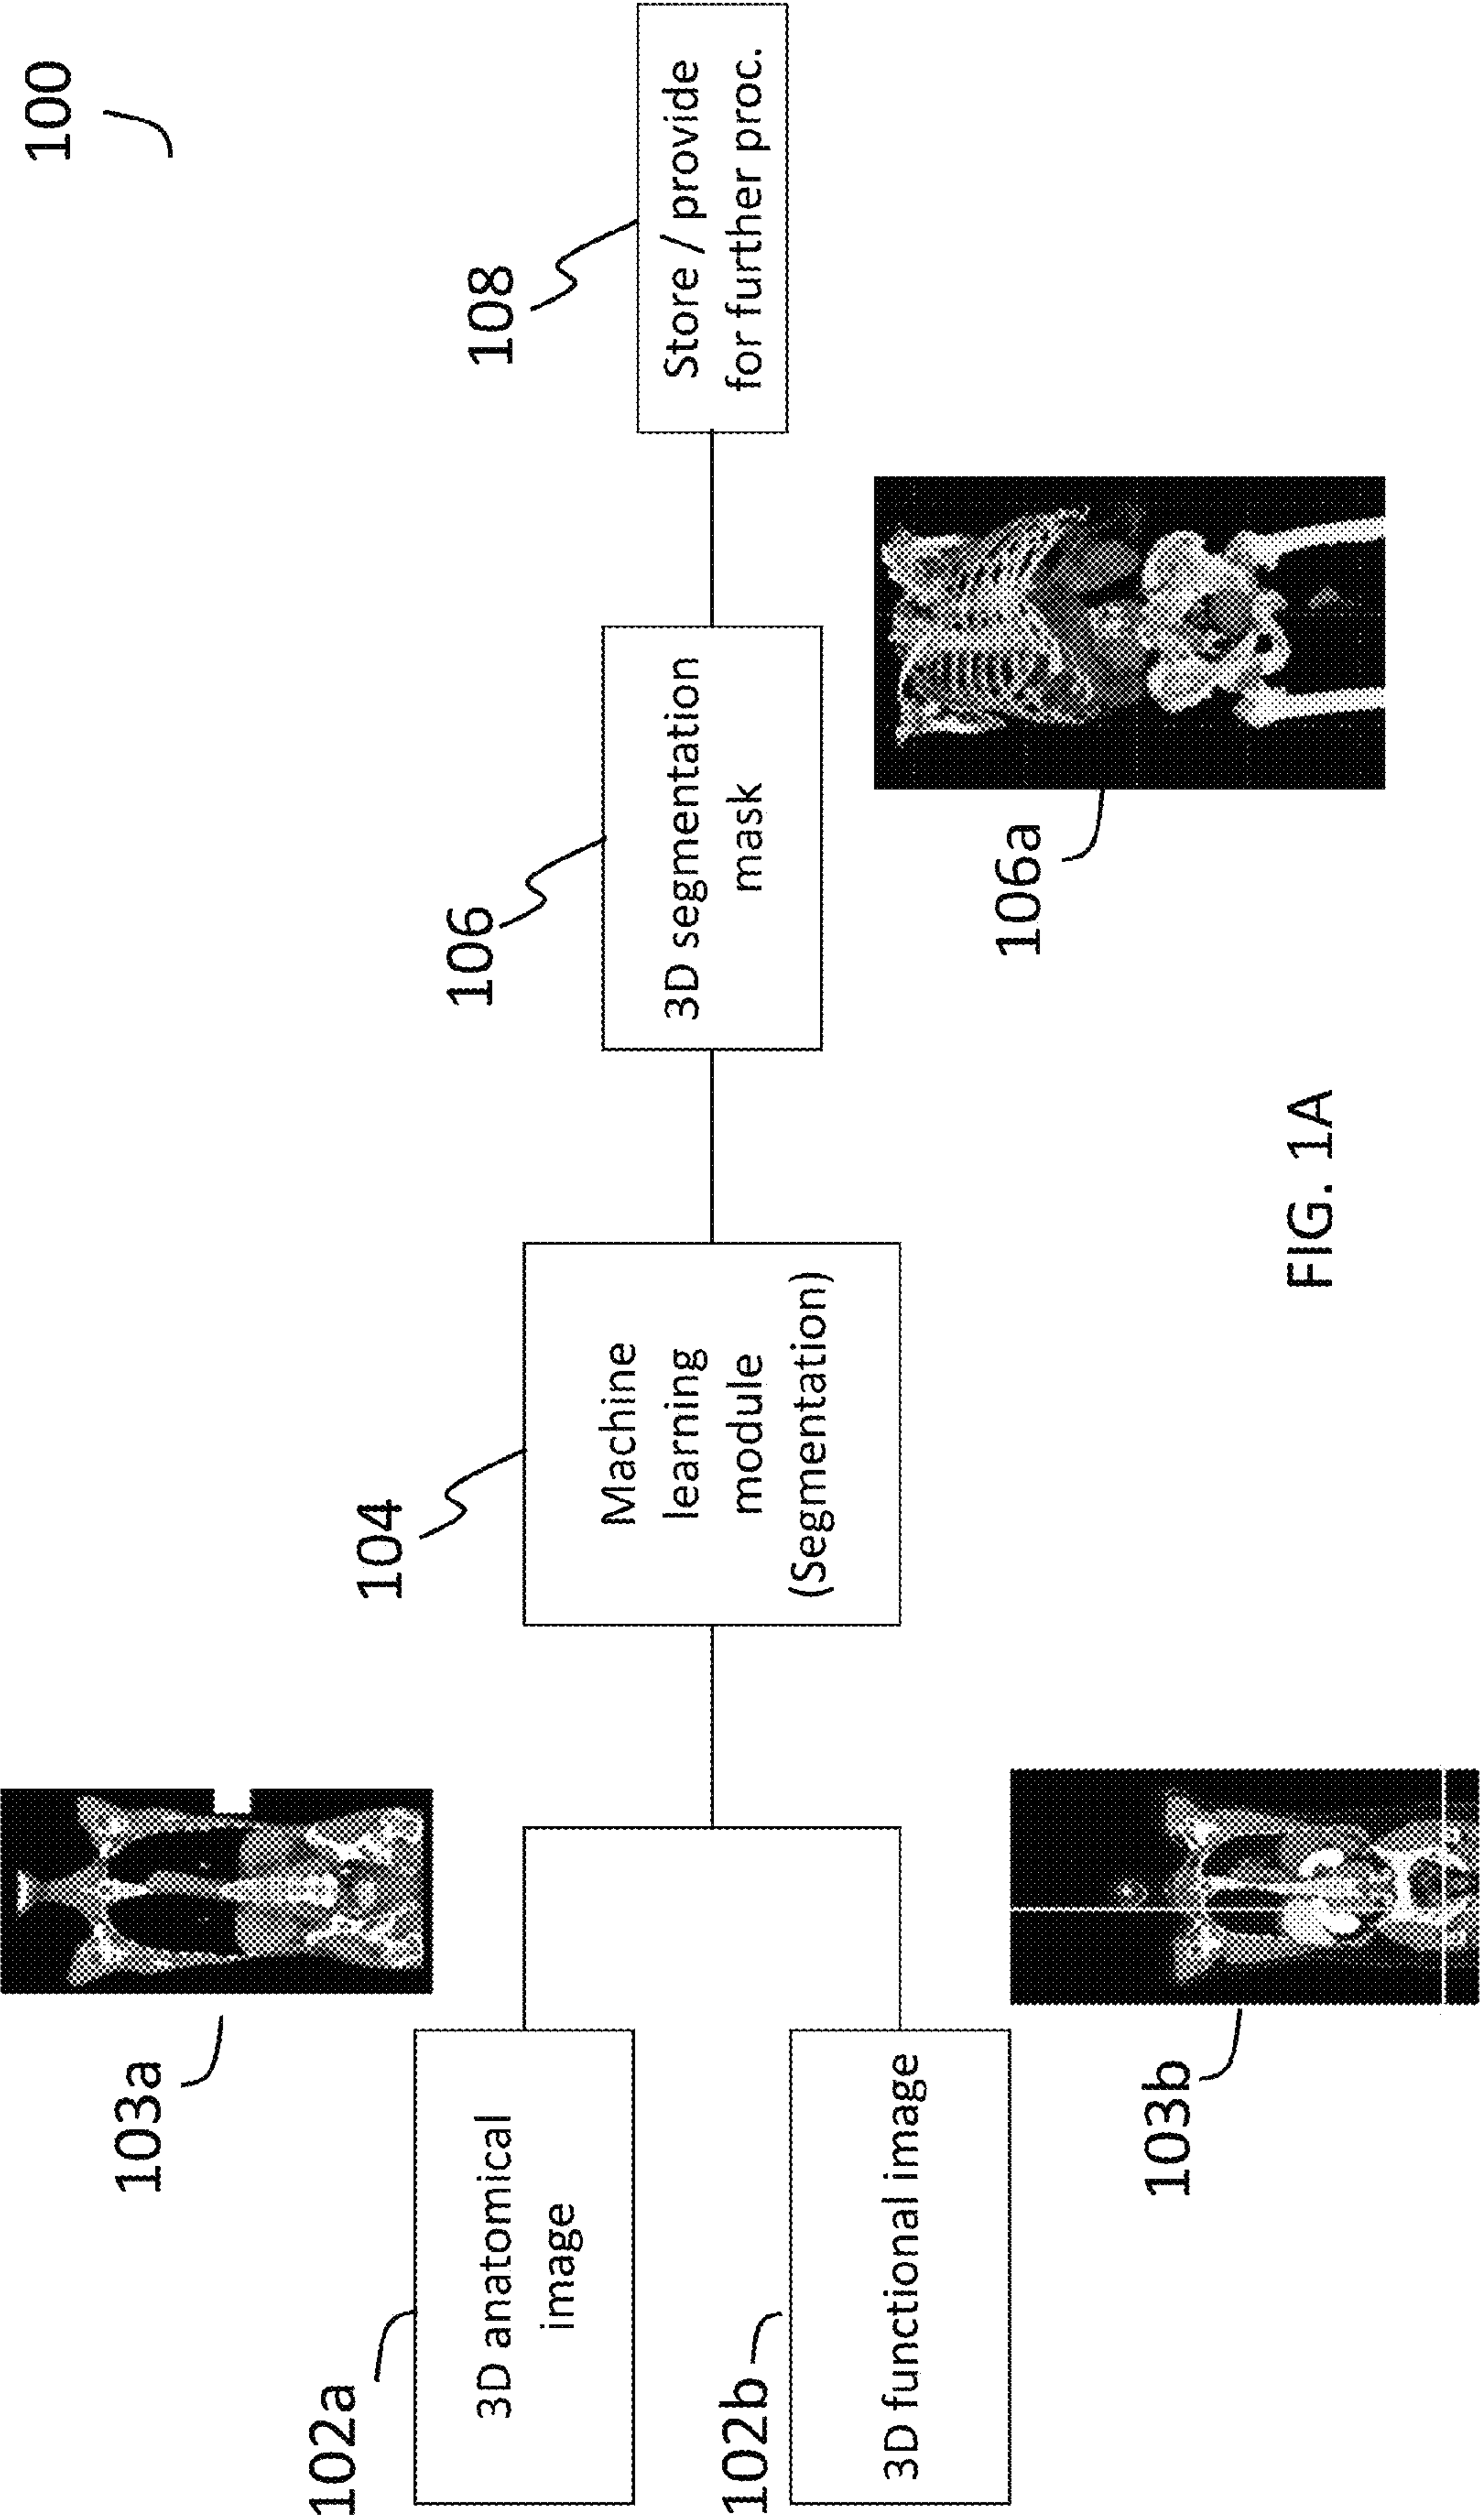 100
103a
102a
3D anatomical
image
102b
3D functional image
103b
104
Machine
learning
module
(Segmentation)
106
3D segmentation
mask
106a
108
Store / provide
for further proc.
FIG. 1A